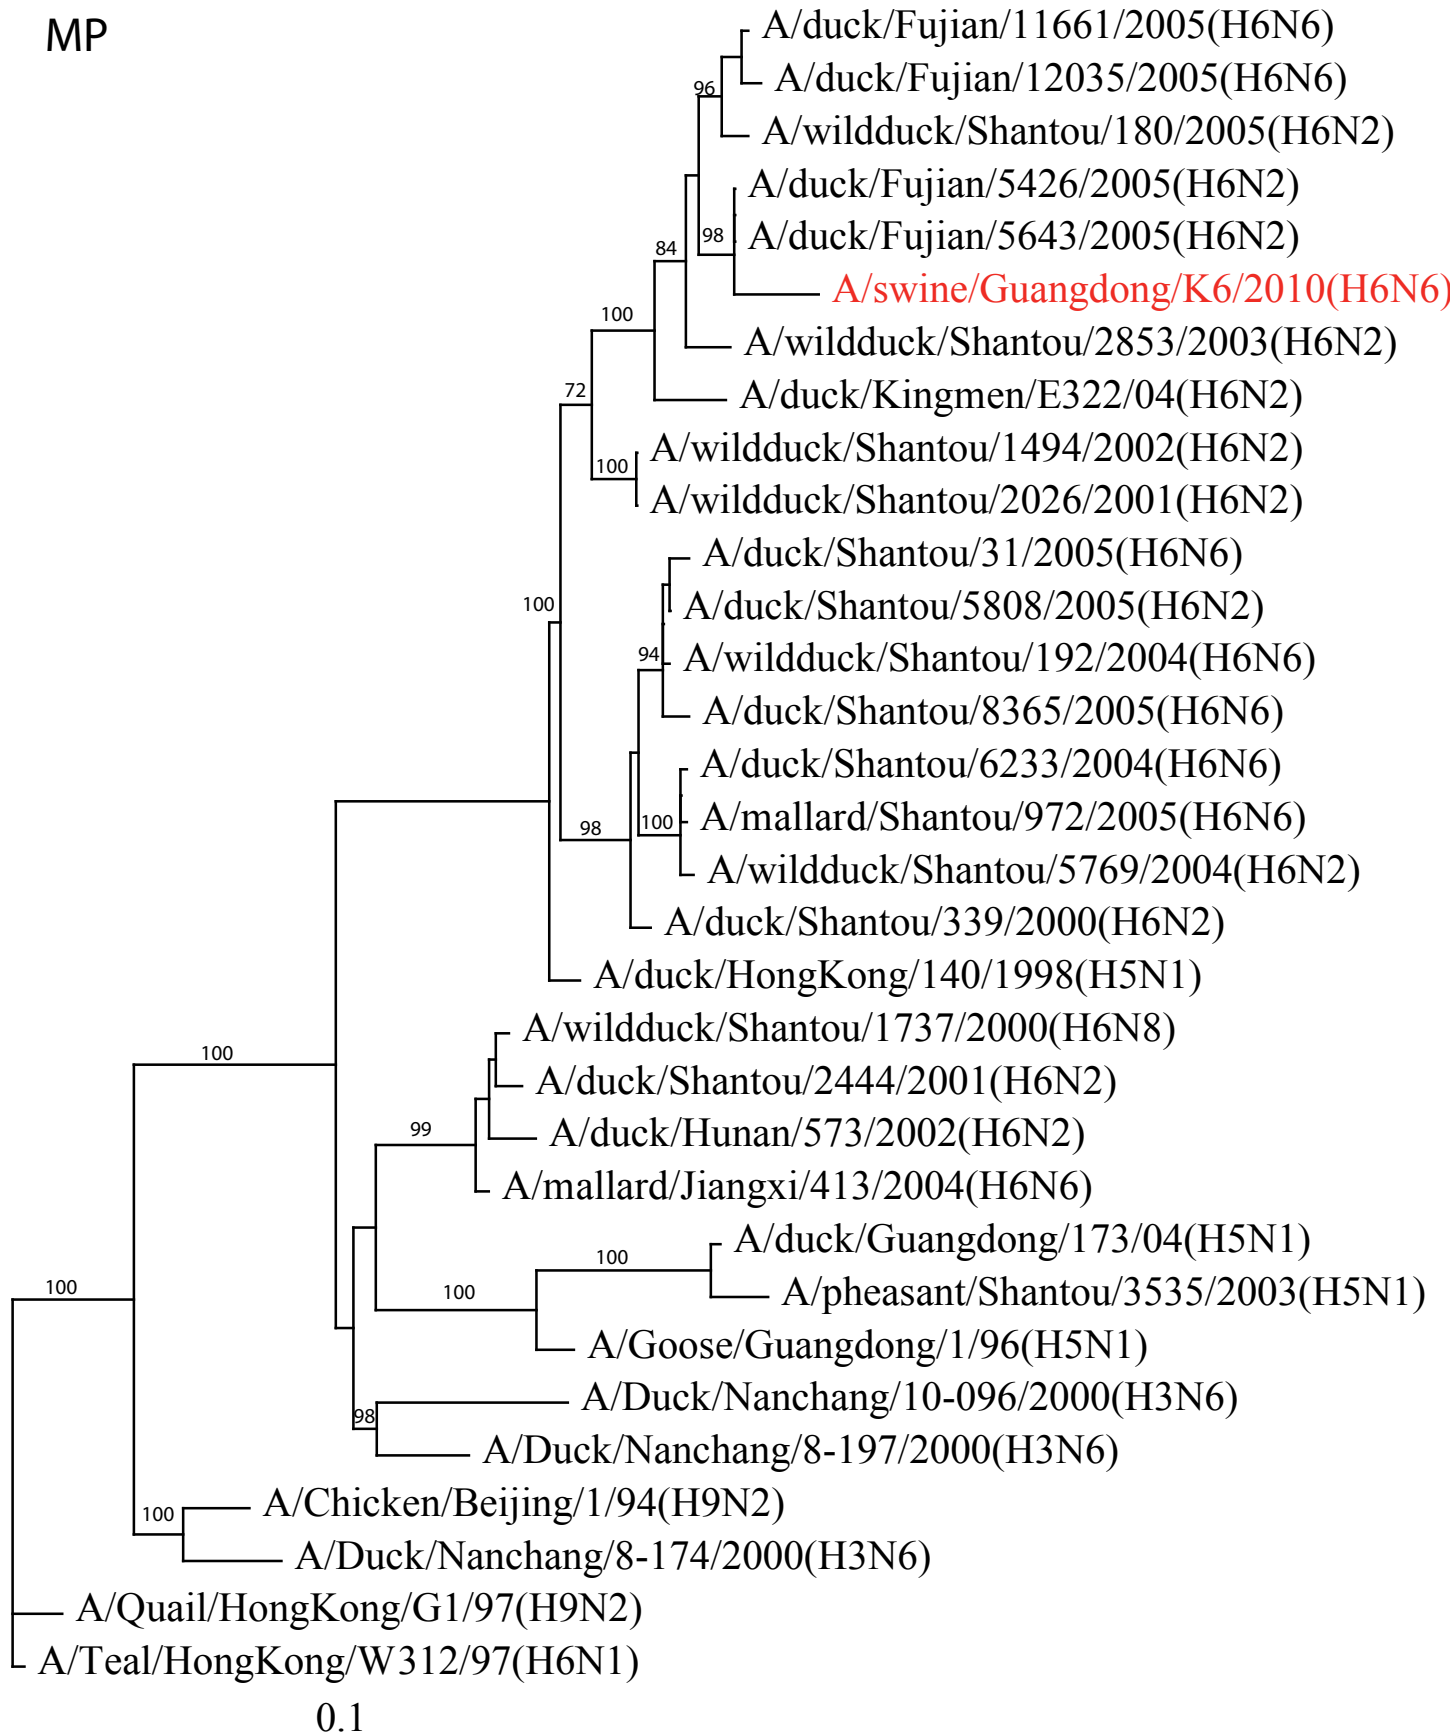 MP
A/duck/Fujian/11661/2005(H6N6)
A/duck/Fujian/12035/2005(H6N6)
96
A/wildduck/Shantou/180/2005(H6N2)
A/duck/Fujian/5426/2005(H6N2)
98
A/duck/Fujian/5643/2005(H6N2)
84
A/swine/Guangdong/K6/2010(H6N6)
100
A/wildduck/Shantou/2853/2003(H6N2)
72
A/duck/Kingmen/E322/04(H6N2)
A/wildduck/Shantou/1494/2002(H6N2)
100
A/wildduck/Shantou/2026/2001(H6N2)
A/duck/Shantou/31/2005(H6N6)
100
A/duck/Shantou/5808/2005(H6N2)
94
A/wildduck/Shantou/192/2004(H6N6)
A/duck/Shantou/8365/2005(H6N6)
A/duck/Shantou/6233/2004(H6N6)
98
100
A/mallard/Shantou/972/2005(H6N6)
A/wildduck/Shantou/5769/2004(H6N2)
A/duck/Shantou/339/2000(H6N2)
A/duck/HongKong/140/1998(H5N1)
A/wildduck/Shantou/1737/2000(H6N8)
100
A/duck/Shantou/2444/2001(H6N2)
99
A/duck/Hunan/573/2002(H6N2)
A/mallard/Jiangxi/413/2004(H6N6)
A/duck/Guangdong/173/04(H5N1)
100
100
100
A/pheasant/Shantou/3535/2003(H5N1)
A/Goose/Guangdong/1/96(H5N1)
A/Duck/Nanchang/10-096/2000(H3N6)
98
A/Duck/Nanchang/8-197/2000(H3N6)
A/Chicken/Beijing/1/94(H9N2)
100
A/Duck/Nanchang/8-174/2000(H3N6)
A/Quail/HongKong/G1/97(H9N2)
A/Teal/HongKong/W312/97(H6N1)
0.1